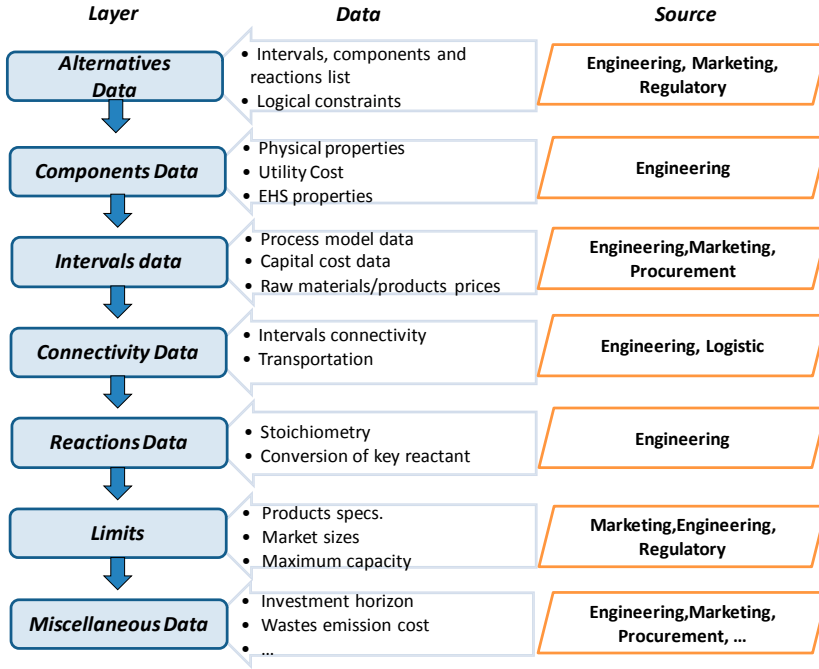 Layer Data Source
Alternatives
Data
• Intervals, components and
reactions list
• Logical constraints
Engineering, Marketing,
Regulatory
Components Data
• Physical properties
• Utility Cost
• EHS properties
Engineering
Intervals data
• Process model data
• Capital cost data
• Raw materials/products prices
Engineering,Marketing,
Procurement
Connectivity Data
• Intervals connectivity
• Transportation
Engineering, Logistic
Reactions Data
• Stoichiometry
• Conversion of key reactant
Engineering
Limits
• Products specs.
• Market sizes
• Maximum capacity
Marketing,Engineering,
Regulatory
Miscellaneous Data
• Investment horizon
• Wastes emission cost
• ...
Engineering,Marketing,
Procurement, ...